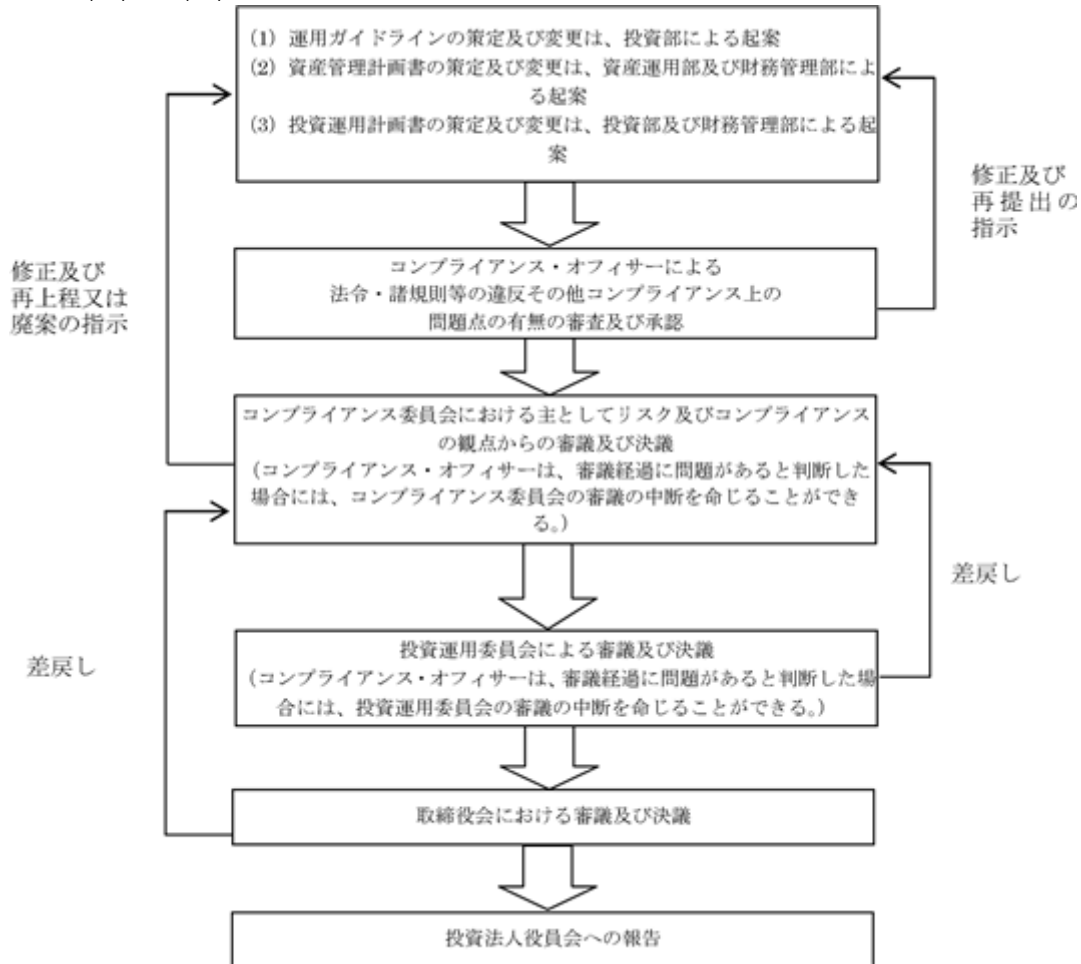 (1) 運用ガイドラインの策定及び変更は、投資部による起案
(2) 資産管理計画書の策定及び変更は、資産運用部及び財務管理部によ
る起案
(3) 投資運用計画書の策定及び変更は、投資部及び財務管理部による起
案
修正及び
再提出の
指示
コンプライアンス・オフィサーによる
法令・諸規則等の違反その他コンプライアンス上の
問題点の有無の審査及び承認
修正及び
再上程又は
廃案の指示
コンプライアンス委員会における主としてリスク及びコンプライアンス
の観点からの審議及び決議
(コンプライアンス・オフィサーは、審議経過に問題があると判断した
場合には、コンプライアンス委員会の審議の中断を命じることができ
る。)
差戻し
投資運用委員会による審議及び決議
(コンプライアンス・オフィサーは、審議経過に問題があると判断した場
合には、投資運用委員会の審議の中断を命じることができる。)
差戻し
取締役会における審議及び決議
投資法人役員会への報告